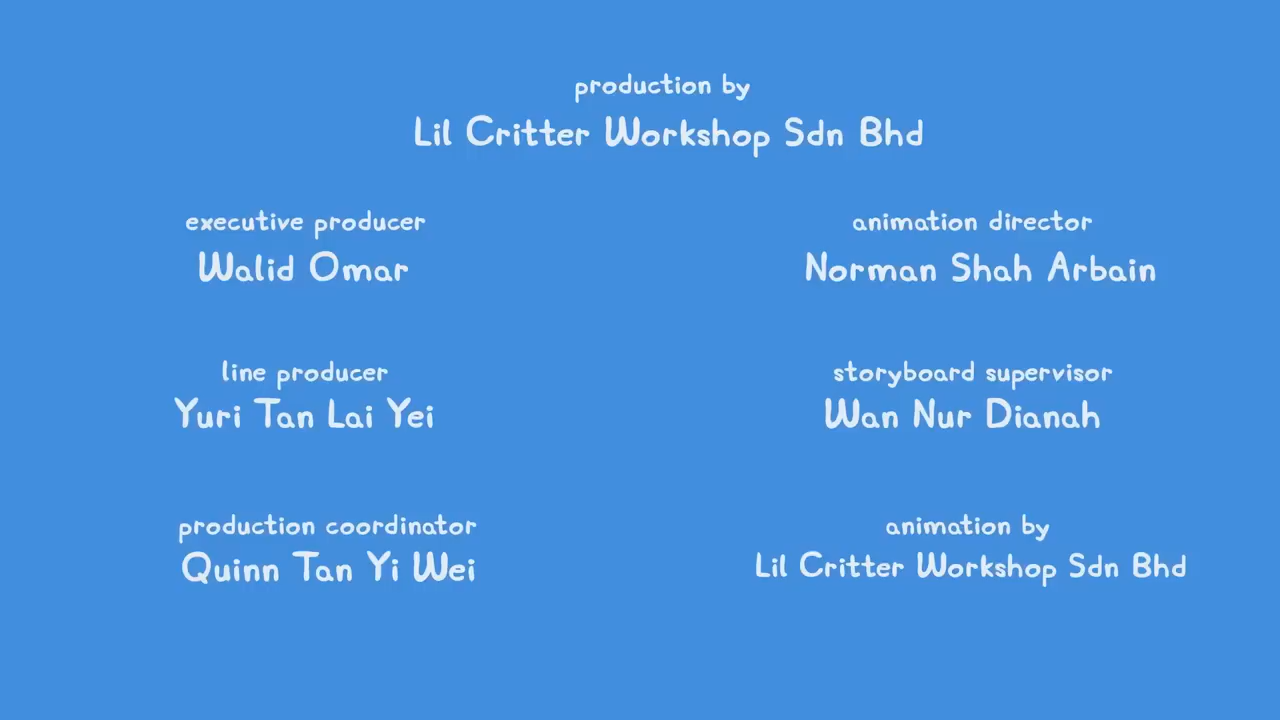 production by
Lil Critter Workshop Sdn Bhd
executive producer
Walid Omar
animation director
Norman Shah Arbain
line producer
Yuri Tan Lai Yei
storyboard supervisor
Wan Nur Dianah
production coordinator
Quinn Tan Yi Wei
animation by
Lil Critter Workshop Sdn Bhd